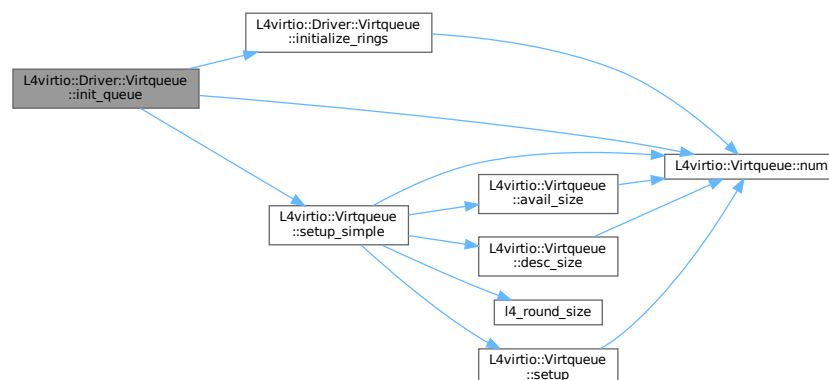 L4virtio::Driver::Virtqueue
::initialize_rings
L4virtio::Driver::Virtqueue
::init_queue
L4virtio::Virtqueue::num
L4virtio::Virtqueue
::avail_size
L4virtio::Virtqueue
::setup_simple
L4virtio::Virtqueue
::desc_size
l4_round_size
L4virtio::Virtqueue
::setup